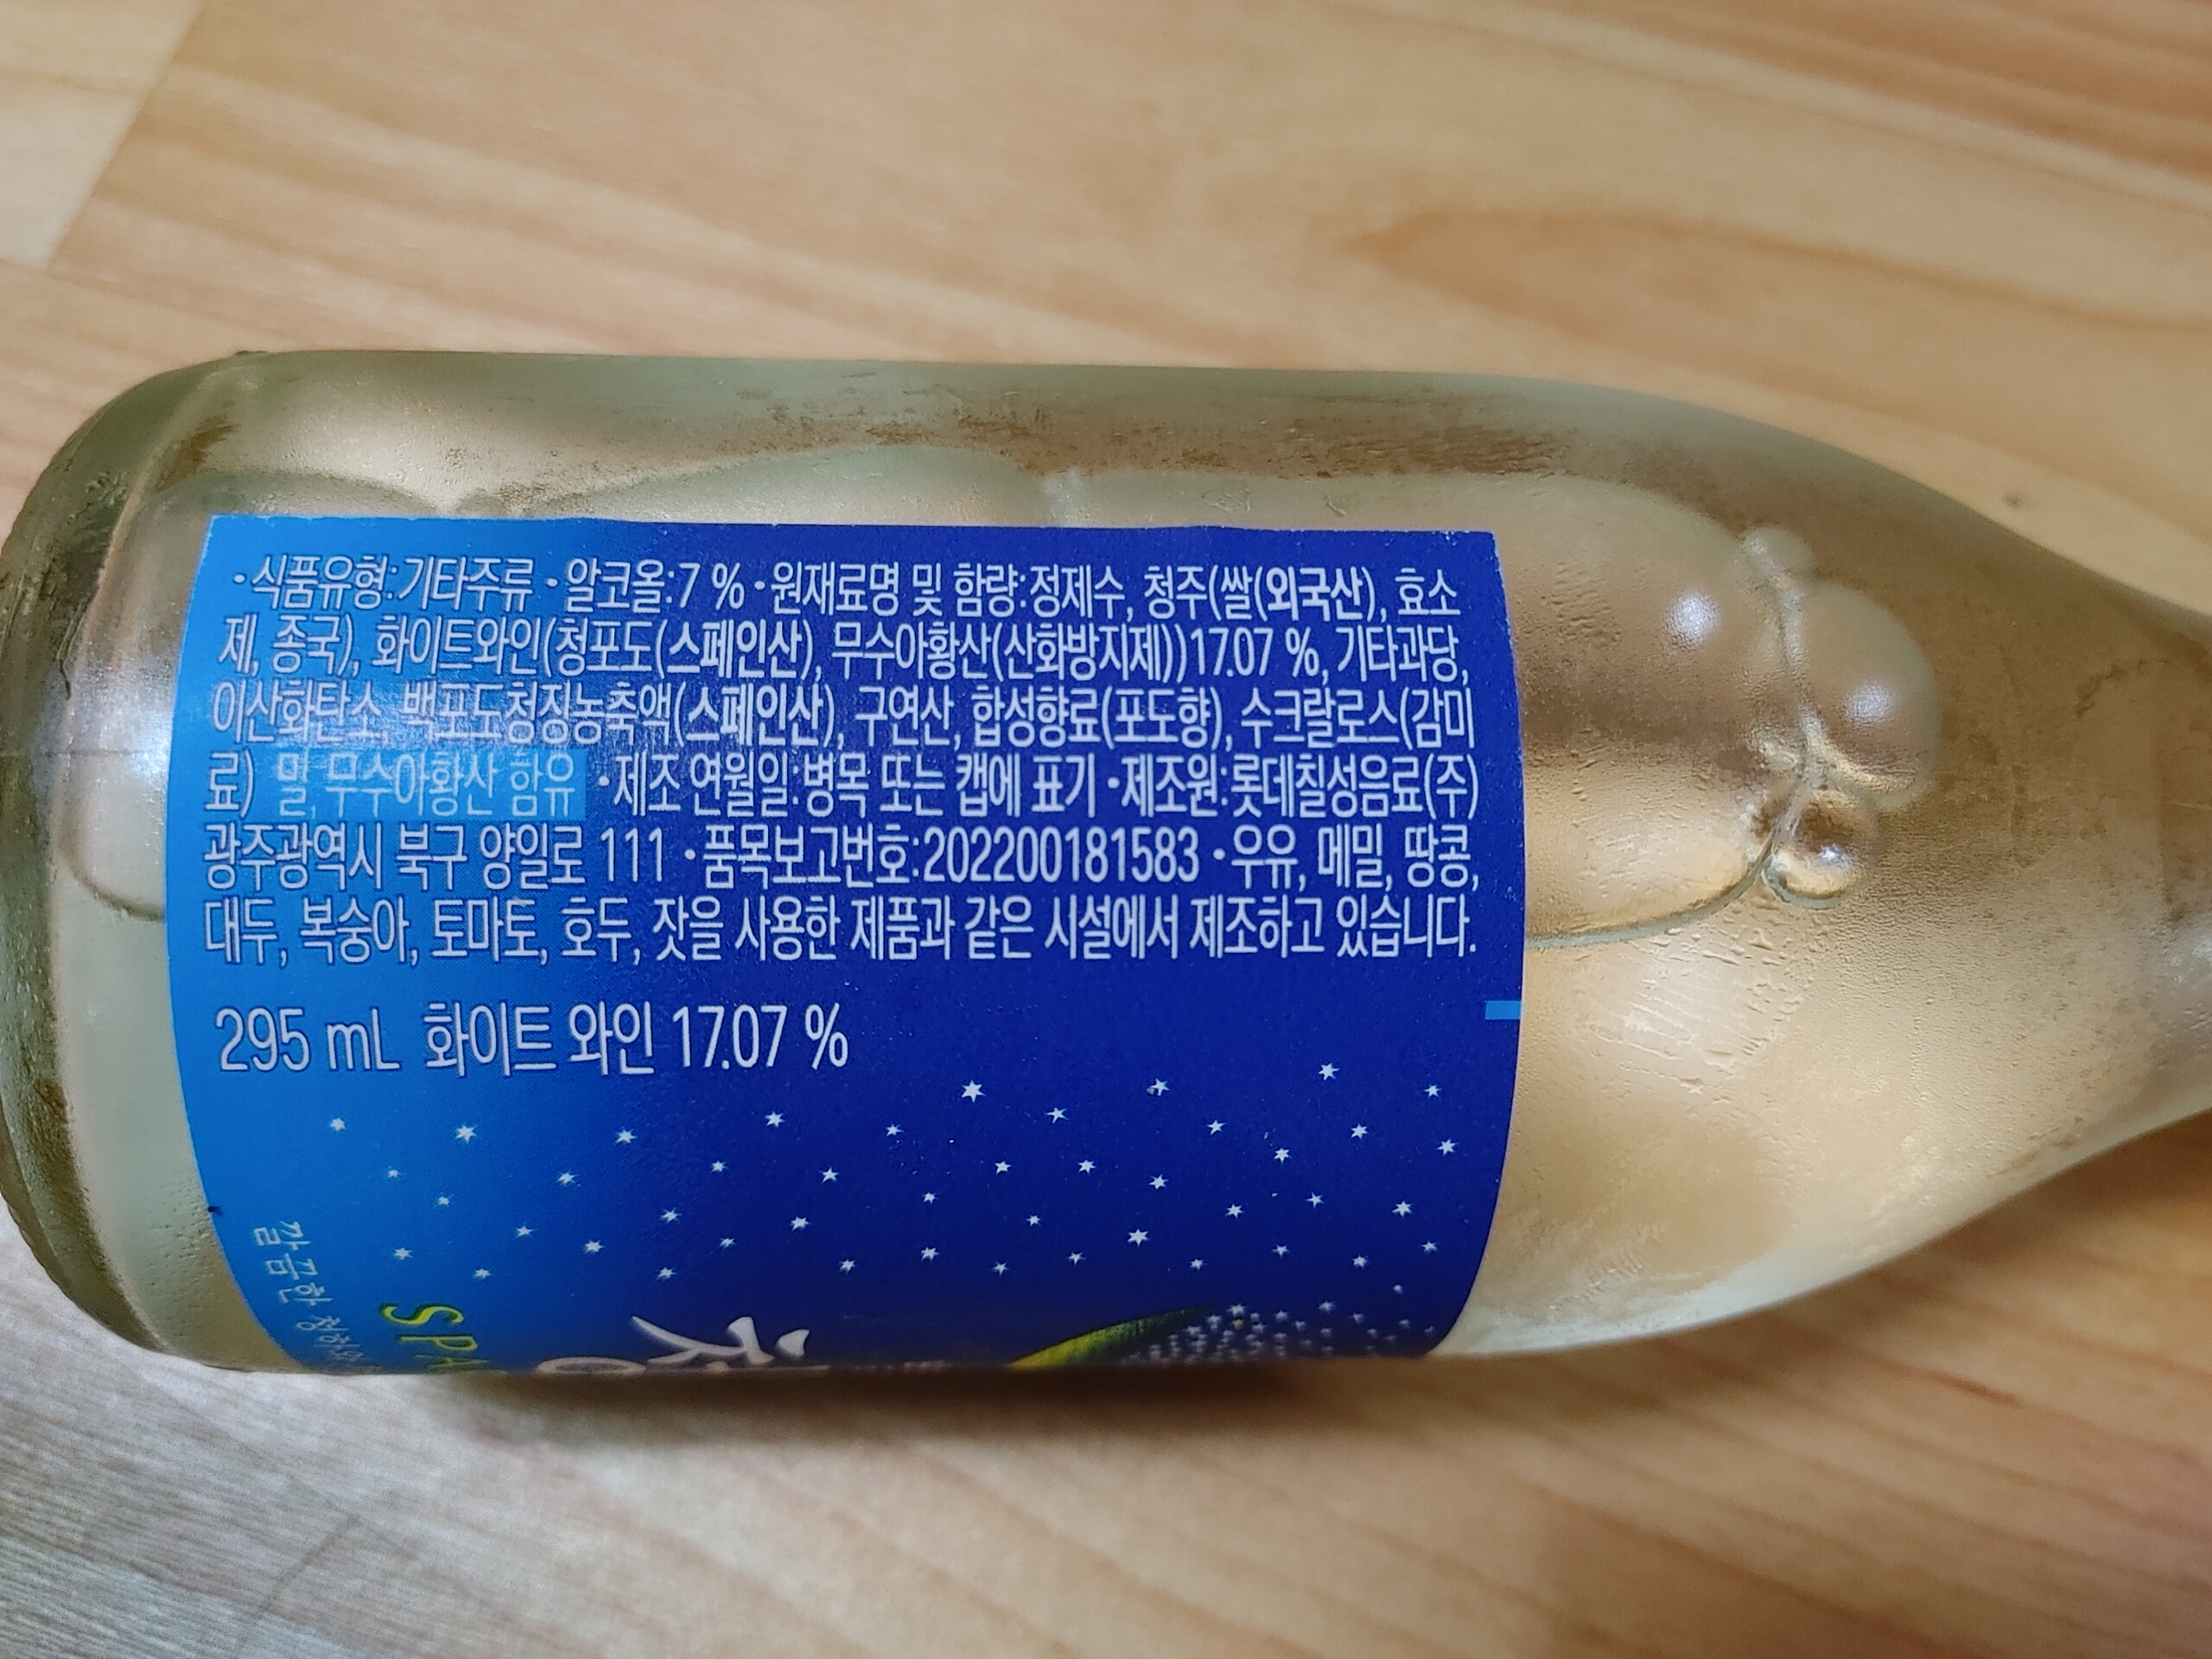 ·식품유형:기타주류 ·알코올:7 % ·원재료명 및 함량:정제수, 청주(쌀(외국산), 효소
제, 종국), 화이트와인(청포도(스페인산), 무수아황산(산화방지제))17.07 %, 기타과당,
이산화탄소, 백포도청징농축액(스페인산), 구연산, 합성향료(포도향), 수크랄로스(감미
료) 밀, 무수아황산 함유 ·제조 연월일:병목 또는 캡에 표기 ·제조원:롯데칠성음료(주)
광주광역시 북구 양일로 111 ·품목보고번호:202200181583 ·우유, 메밀, 땅콩,
대두, 복숭아, 토마토, 호두, 잣을 사용한 제품과 같은 시설에서 제조하고 있습니다.
295 mL 화이트 와인 17.07 %
깔끔한
SPA